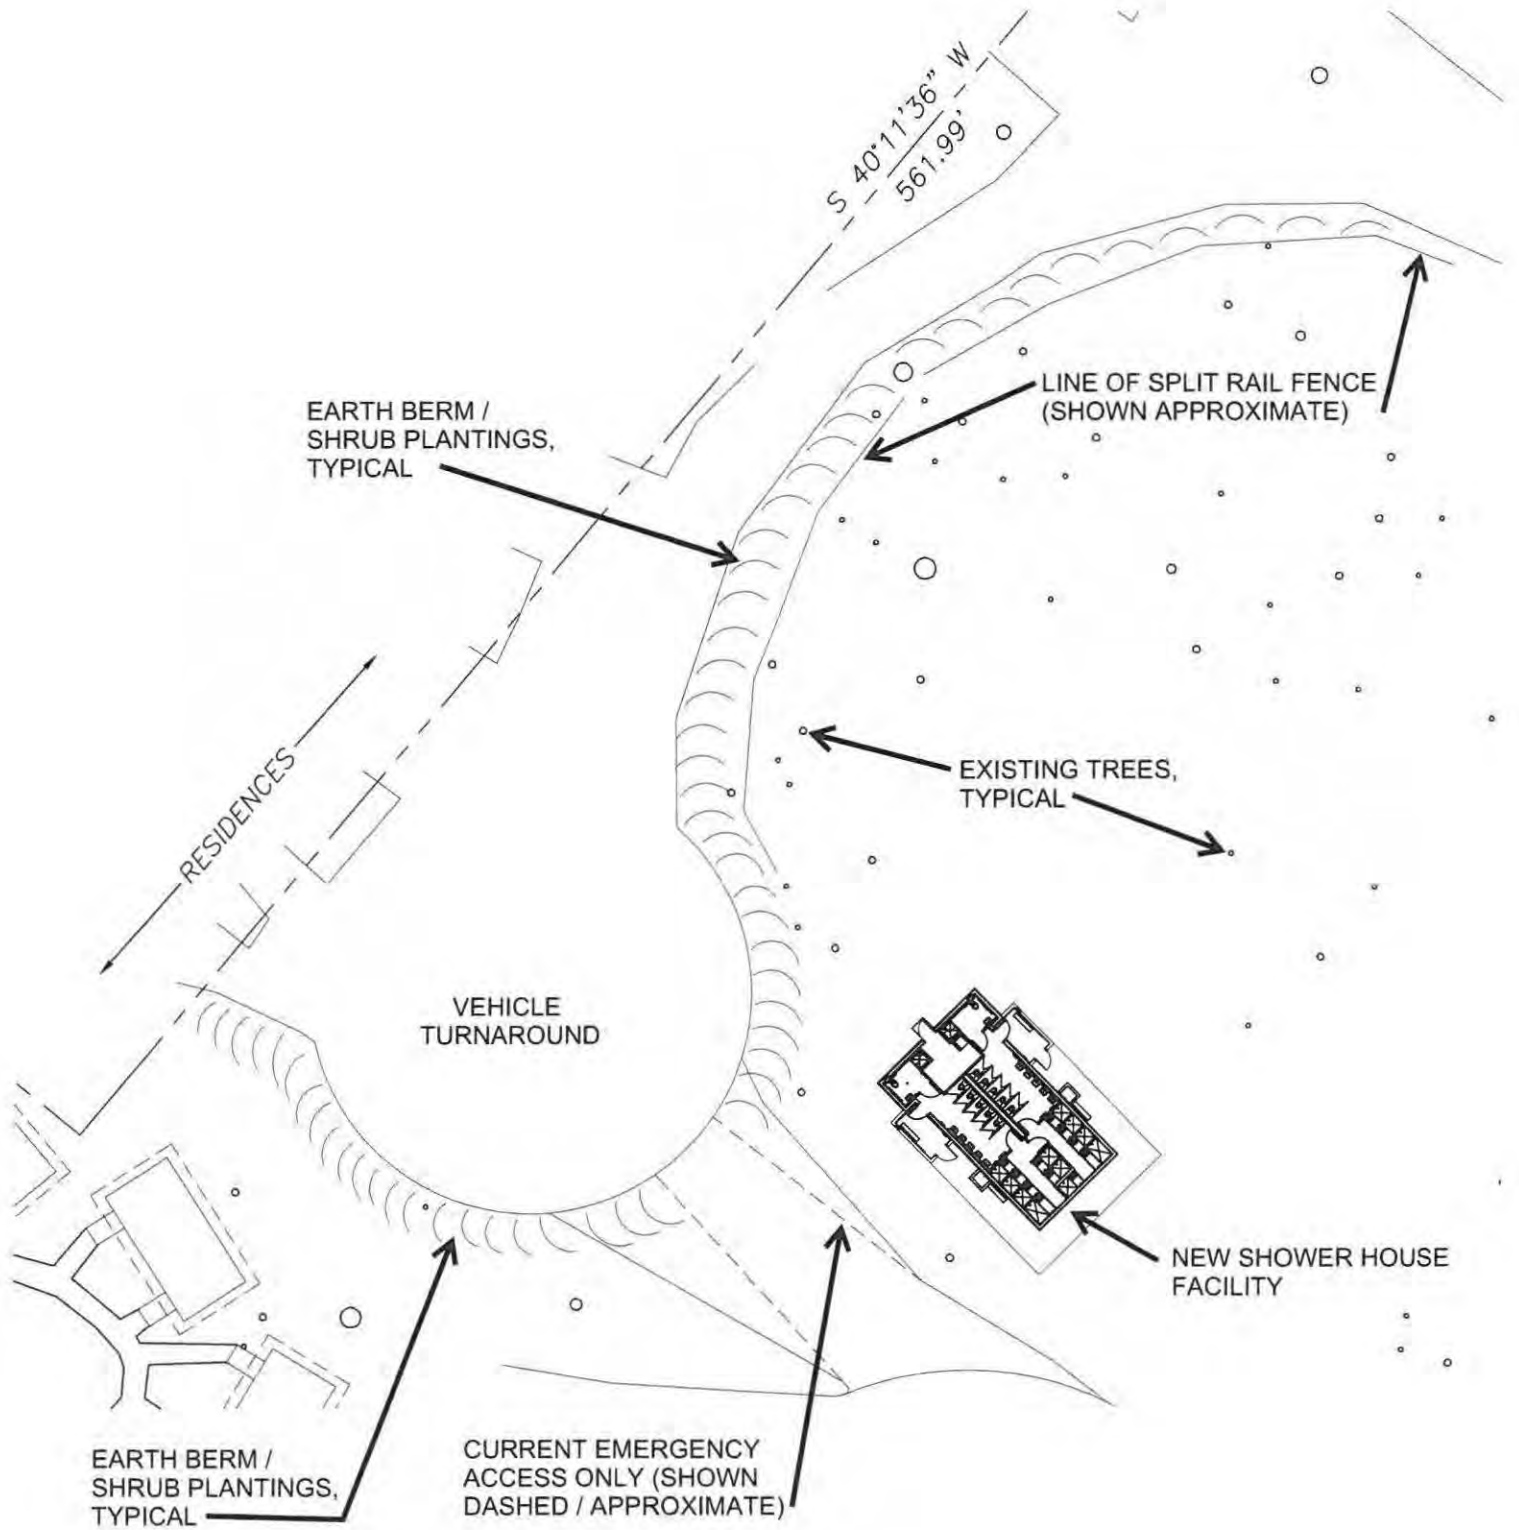 S 40°11'36" W
561.99'
LINE OF SPLIT RAIL FENCE
(SHOWN APPROXIMATE)
EARTH BERM /
SHRUB PLANTINGS,
TYPICAL
RESIDENCES
EXISTING TREES,
TYPICAL
VEHICLE
TURNAROUND
NEW SHOWER HOUSE
FACILITY
EARTH BERM /
SHRUB PLANTINGS,
TYPICAL
CURRENT EMERGENCY
ACCESS ONLY (SHOWN
DASHED / APPROXIMATE)